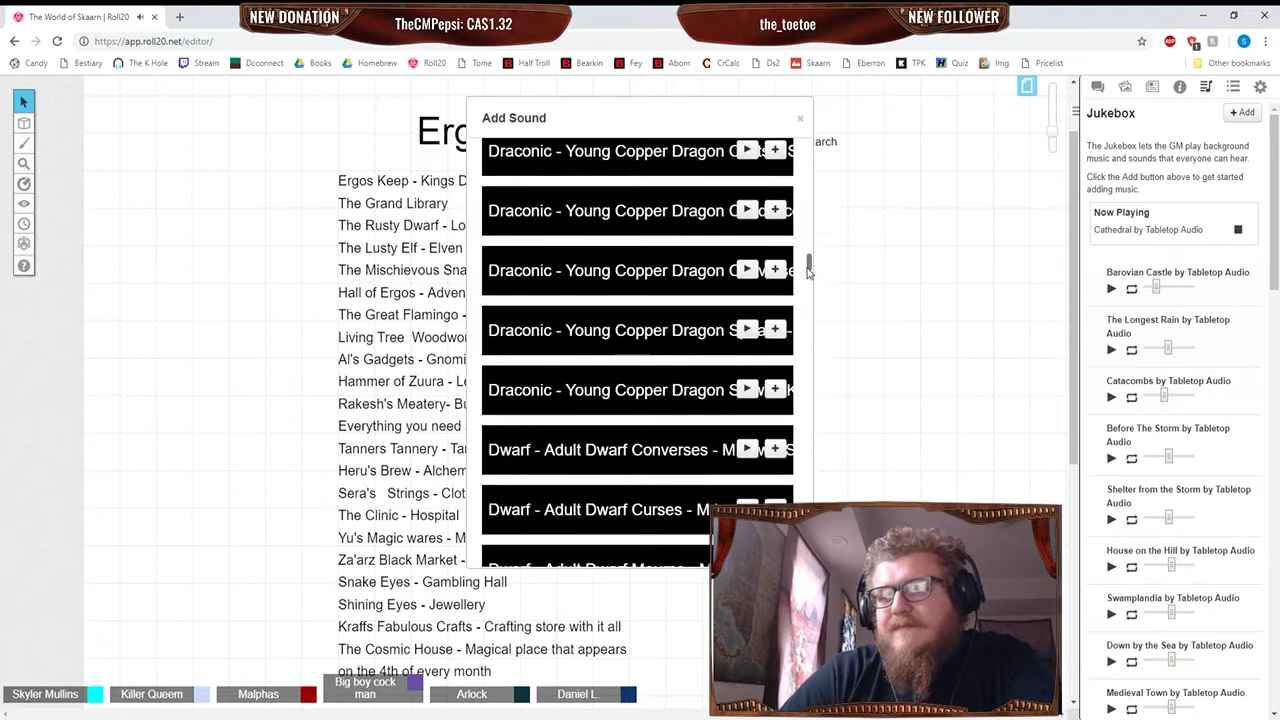 The World of Skaarn | Roll20
NEW DONATION
TheCMPepsi: CA$1.32
the_toetoe
NEW FOLLOWER
https://app.roll20.net/editor/
Candy
Bestiary
The K Hole
Stream
Dcconnect
Books
Homebrew
Roll20
Tome
Half Troll
Bearkin
Fey
Abom
CrCalc
Ds2
Skaarn
Eberron
TPK
Quiz
Img
Pricelist
Other bookmarks
Erg
arch
Ergos Keep - Kings D
The Grand Library
The Rusty Dwarf - Lo
The Lusty Elf - Elven
The Mischievous Sna
Hall of Ergos - Adven
The Great Flamingo -
Living Tree Woodwor
Al's Gadgets - Gnomi
Hammer of Zuura - Le
Rakesh's Meatery- Bu
Everything you need
Tanners Tannery - Tan
Heru's Brew - Alchem
Sera's Strings - Clot
The Clinic - Hospital
Yu's Magic wares - M
Za'arz Black Market -
Snake Eyes - Gambling Hall
Shining Eyes - Jewellery
Kraffs Fabulous Crafts - Crafting store with it all
The Cosmic House - Magical place that appears
on the 4th of every month
Add Sound
×
Draconic - Young Copper Dragon
Draconic - Young Copper Dragon
Draconic - Young Copper Dragon
Draconic - Young Copper Dragon
Draconic - Young Copper Dragon
Dwarf - Adult Dwarf Converses - M
Dwarf - Adult Dwarf Curses - M
Jukebox
+ Add
The Jukebox lets the GM play background
music and sounds that everyone can hear.
Click the Add button above to get started
adding music.
Now Playing
Cathedral by Tabletop Audio
Barovian Castle by Tabletop Audio
The Longest Rain by Tabletop
Audio
Catacombs by Tabletop Audio
Before The Storm by Tabletop
Audio
Shelter from the Storm by Tabletop
Audio
House on the Hill by Tabletop Audio
Swamplandia by Tabletop Audio
Down by the Sea by Tabletop Audio
Medieval Town by Tabletop Audio
Skyler Mullins
Killer Queem
Malphas
Big boy cock
man
Arlock
Daniel L.